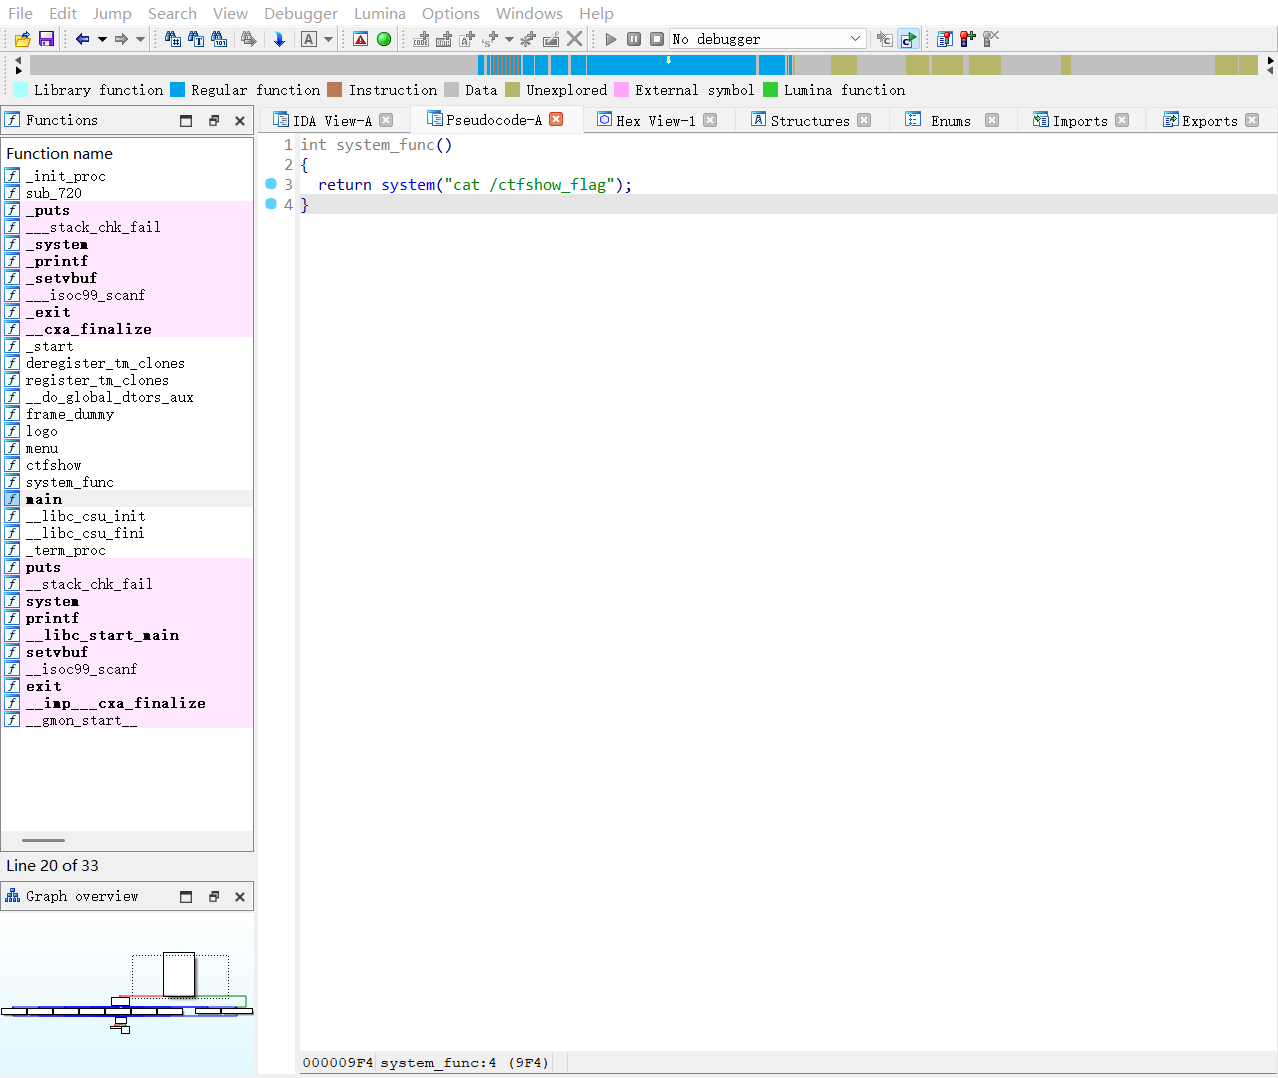 File Edit Jump Search View Debugger Lumina Options Windows Help
No debugger
Library function Regular function Instruction Data Unexplored External symbol Lumina function
Functions
IDA View-A Pseudocode-A Hex View-1 Structures Enums Imports Exports
Function name
_init_proc
sub_720
_puts
___stack_chk_fail
_system
_printf
_setvbuf
___isoc99_scanf
_exit
__cxa_finalize
_start
deregister_tm_clones
register_tm_clones
__do_global_dtors_aux
frame_dummy
logo
menu
ctfshow
system_func
main
__libc_csu_init
__libc_csu_fini
_term_proc
puts
__stack_chk_fail
system
printf
__libc_start_main
setvbuf
__isoc99_scanf
exit
__imp___cxa_finalize
__gmon_start__
Line 20 of 33
Graph overview
1 int system_func()
2 {
3 return system("cat /ctfshow_flag");
4 }
000009F4 system_func:4 (9F4)